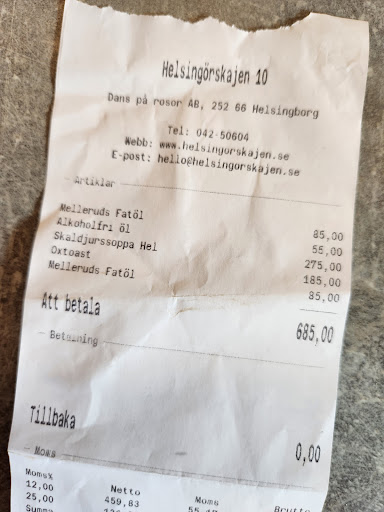 Helsingörskajen 10
Dans på rosor AB, 252 66 Helsingborg
Tel: 042-50604
Webb: www.helsingorskajen.se
E-post: hello@helsingorskajen.se
Artiklar
Melleruds Fatöl 85,00
Alkoholfri öl 55,00
Skaldjurssoppa Hel 275,00
Oxtoast 185,00
Melleruds Fatöl 85,00
Att betala 685,00
Betalning
Tillbaka 0,00
Moms
Moms% Netto Moms Brutto
12,00 459,83
25,00
Summa